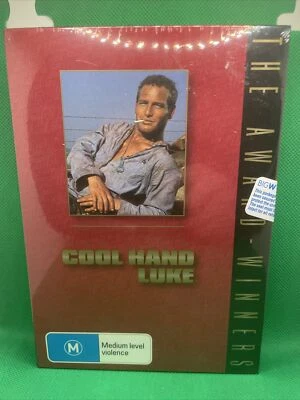 THE AWARD-WINNERS
BIG W
COOL HAND
LUKE
M
Medium level
violence